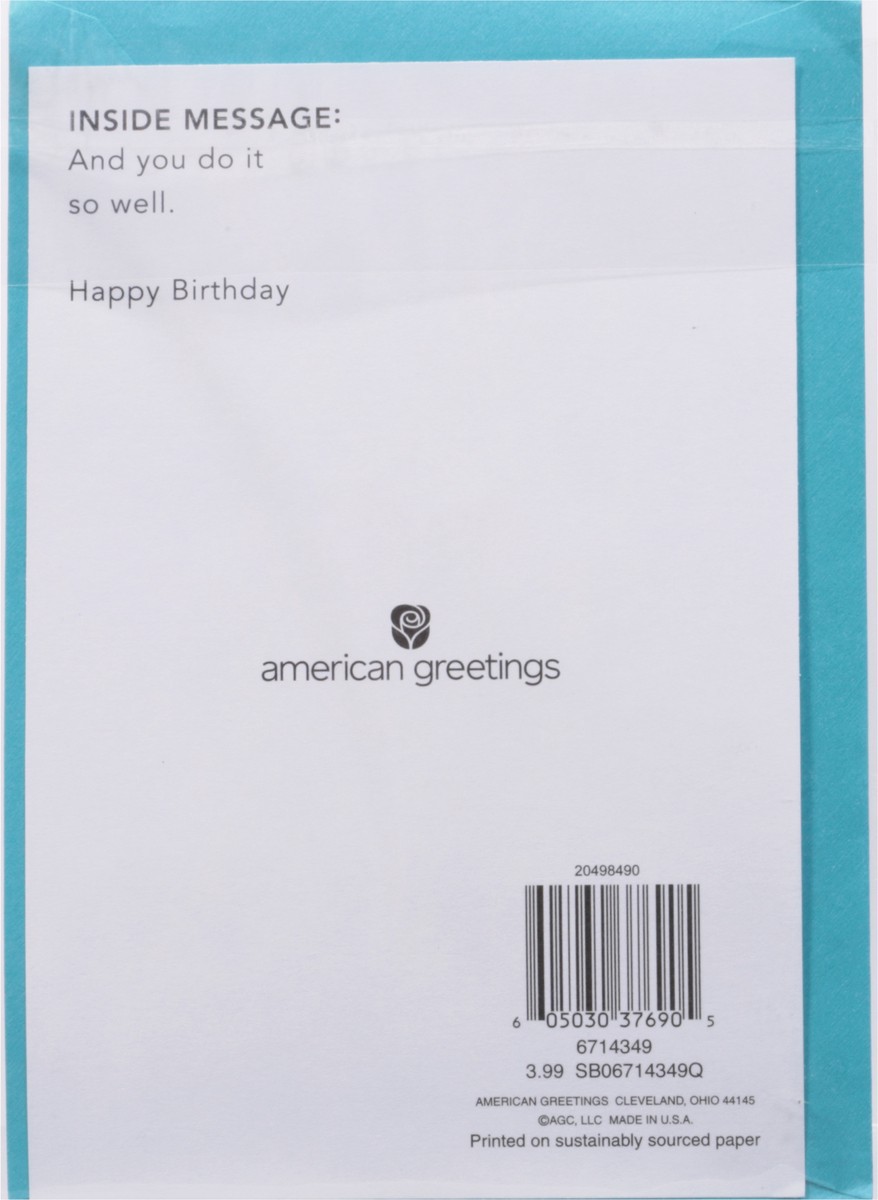 INSIDE MESSAGE:
And you do it
so well.
Happy Birthday
american greetings
20498490
6 05030 37690 5
6714349
3.99 SB06714349Q
AMERICAN GREETINGS CLEVELAND, OHIO 44145
©AGC, LLC MADE IN U.S.A.
Printed on sustainably sourced paper